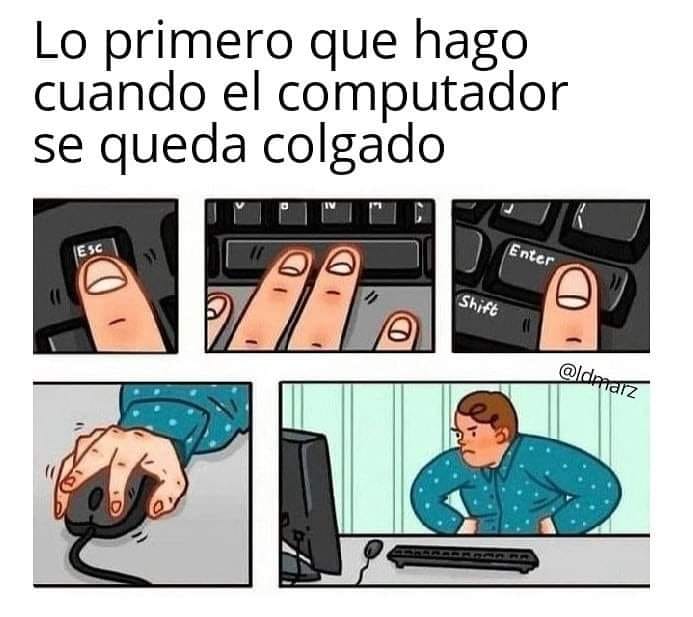 Lo primero que hago
cuando el computador
se queda colgado
Esc
Enter
Shift
@ldmarz